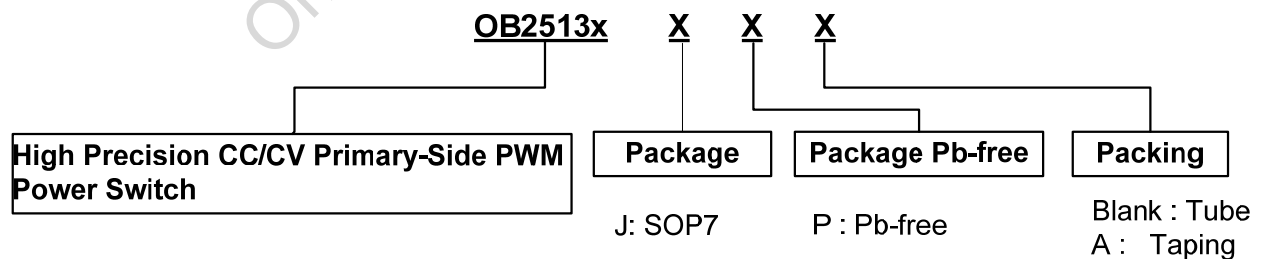 OB2513x X X X
High Precision CC/CV Primary-Side PWM
Power Switch
Package
Package Pb-free
Packing
J: SOP7
P : Pb-free
Blank : Tube
A : Taping